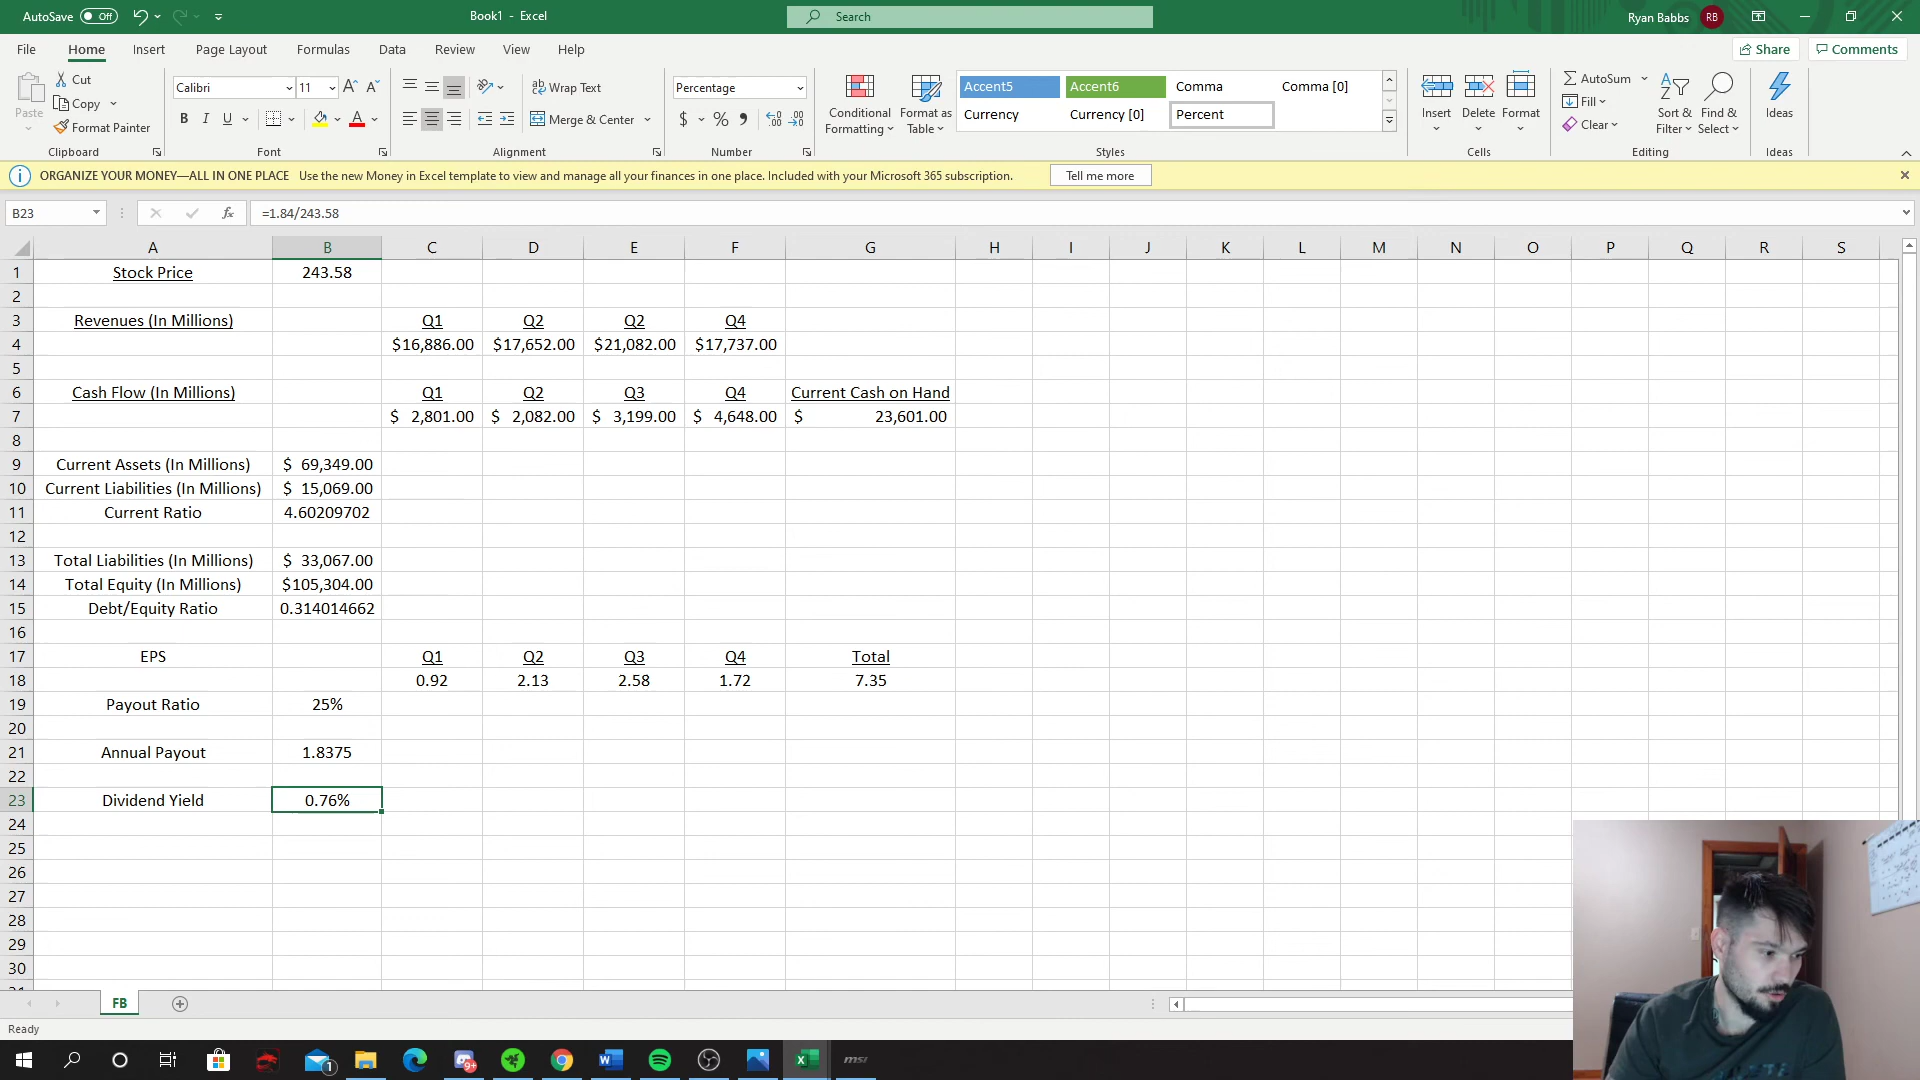 AutoSave Off
Book1 - Excel
Search
Ryan Babbs RB
File Home Insert Page Layout Formulas Data Review View Help
Share Comments
Paste
Cut
Copy
Format Painter
Calibri 11
B I U
Wrap Text
Merge & Center
Percentage
$ % 9
Conditional Formatting
Format as Table
Accent5 Accent6 Comma Comma [0]
Currency Currency [0] Percent
Insert Delete Format
AutoSum
Fill
Clear
Sort & Filter
Find & Select
Ideas
Clipboard Font Alignment Number Styles Cells Editing Ideas
ORGANIZE YOUR MONEY—ALL IN ONE PLACE Use the new Money in Excel template to view and manage all your finances in one place. Included with your Microsoft 365 subscription. Tell me more
B23 fx =1.84/243.58
A B C D E F G H I J K L M N O P Q R S
1 Stock Price 243.58
2
3 Revenues (In Millions) Q1 Q2 Q2 Q4
4 $16,886.00 $17,652.00 $21,082.00 $17,737.00
5
6 Cash Flow (In Millions) Q1 Q2 Q3 Q4 Current Cash on Hand
7 $ 2,801.00 $ 2,082.00 $ 3,199.00 $ 4,648.00 $ 23,601.00
8
9 Current Assets (In Millions) $ 69,349.00
10 Current Liabilities (In Millions) $ 15,069.00
11 Current Ratio 4.60209702
12
13 Total Liabilities (In Millions) $ 33,067.00
14 Total Equity (In Millions) $105,304.00
15 Debt/Equity Ratio 0.314014662
16
17 EPS Q1 Q2 Q3 Q4 Total
18 0.92 2.13 2.58 1.72 7.35
19 Payout Ratio 25%
20
21 Annual Payout 1.8375
22
23 Dividend Yield 0.76%
24
25
26
27
28
29
30
FB
Ready
1 9+ msi